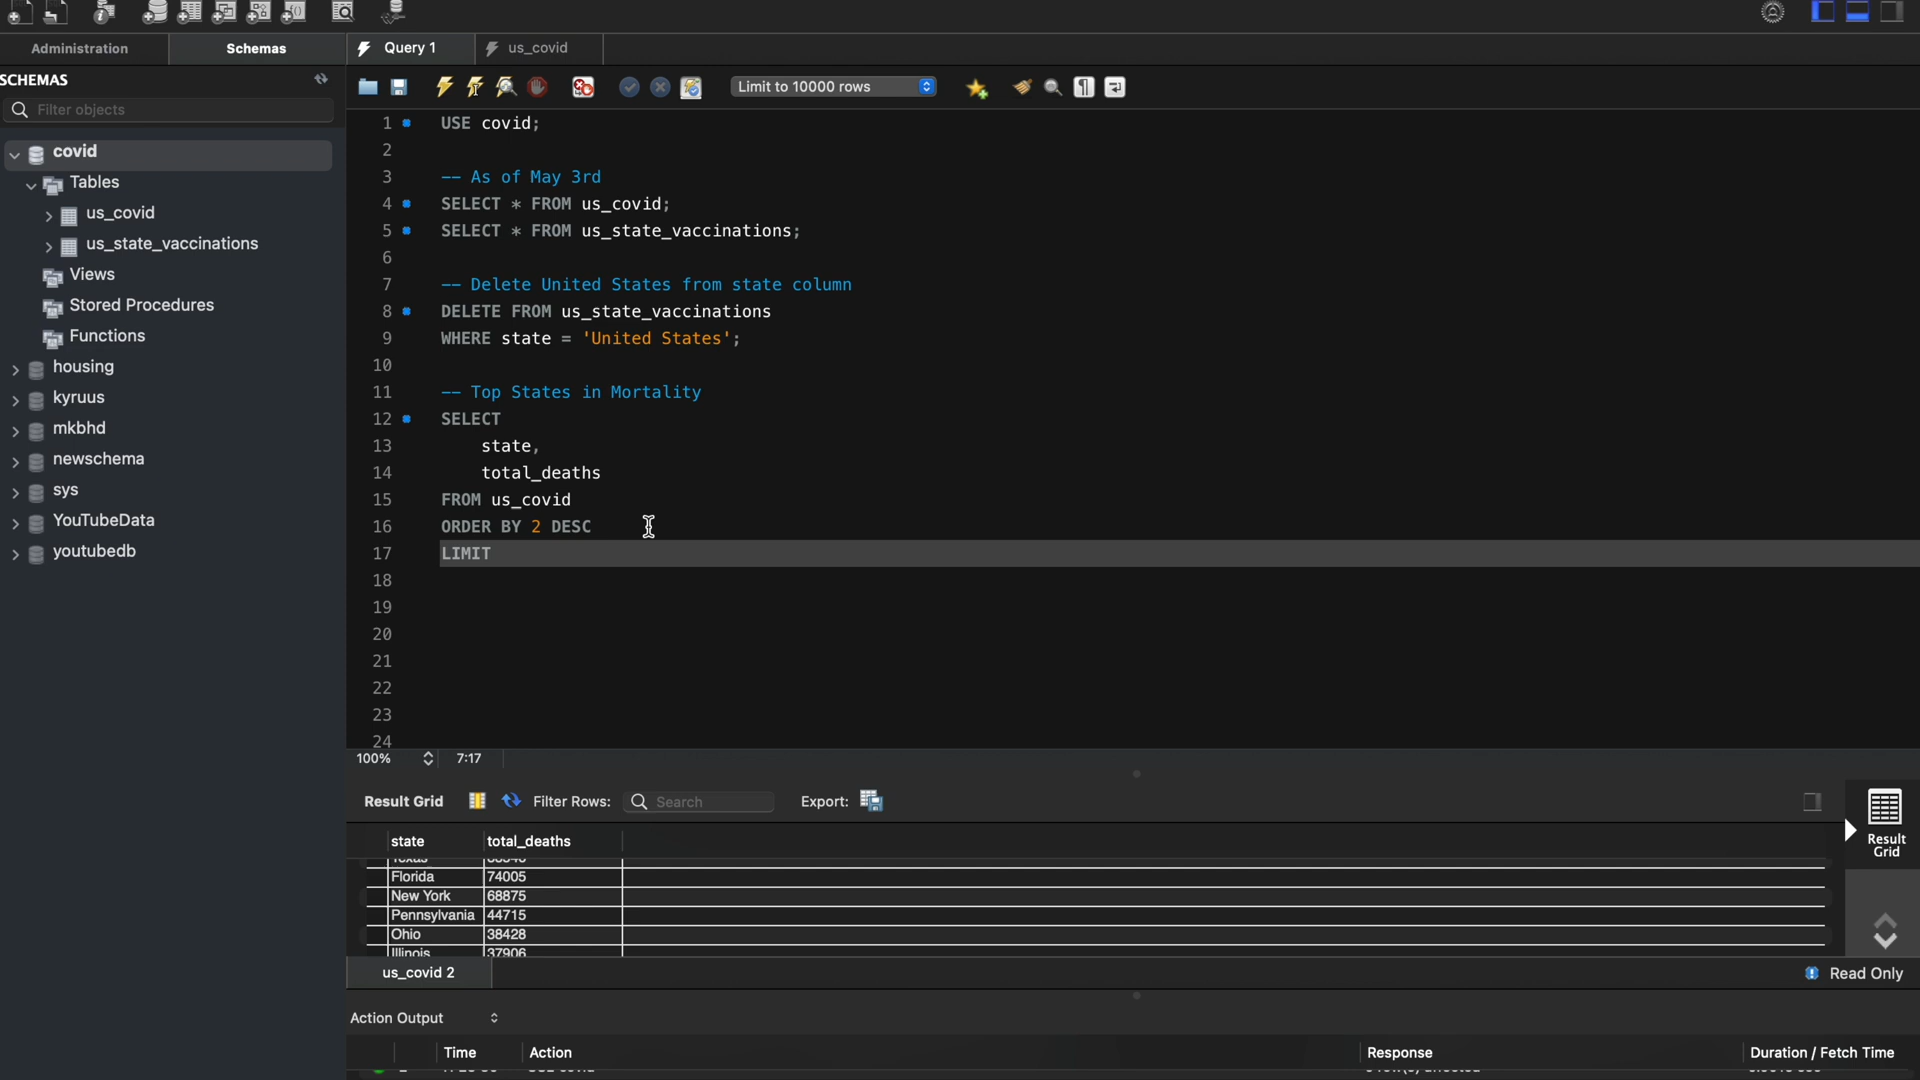 Administration Schemas Query 1 us_covid
SCHEMAS
Filter objects
Limit to 10000 rows
covid
Tables
us_covid
us_state_vaccinations
Views
Stored Procedures
Functions
housing
kyruus
mkbhd
newschema
sys
YouTubeData
youtubedb
1 USE covid;
2
3 -- As of May 3rd
4 SELECT * FROM us_covid;
5 SELECT * FROM us_state_vaccinations;
6
7 -- Delete United States from state column
8 DELETE FROM us_state_vaccinations
9 WHERE state = 'United States';
10
11 -- Top States in Mortality
12 SELECT
13 state,
14 total_deaths
15 FROM us_covid
16 ORDER BY 2 DESC
17 LIMIT
18
19
20
21
22
23
24
100% 7:17
Result Grid Filter Rows: Search Export:
Result Grid
state total_deaths
Texas
Florida 74005
New York 68875
Pennsylvania 44715
Ohio 38428
Illinois 37906
us_covid 2 Read Only
Action Output
Time Action Response Duration / Fetch Time